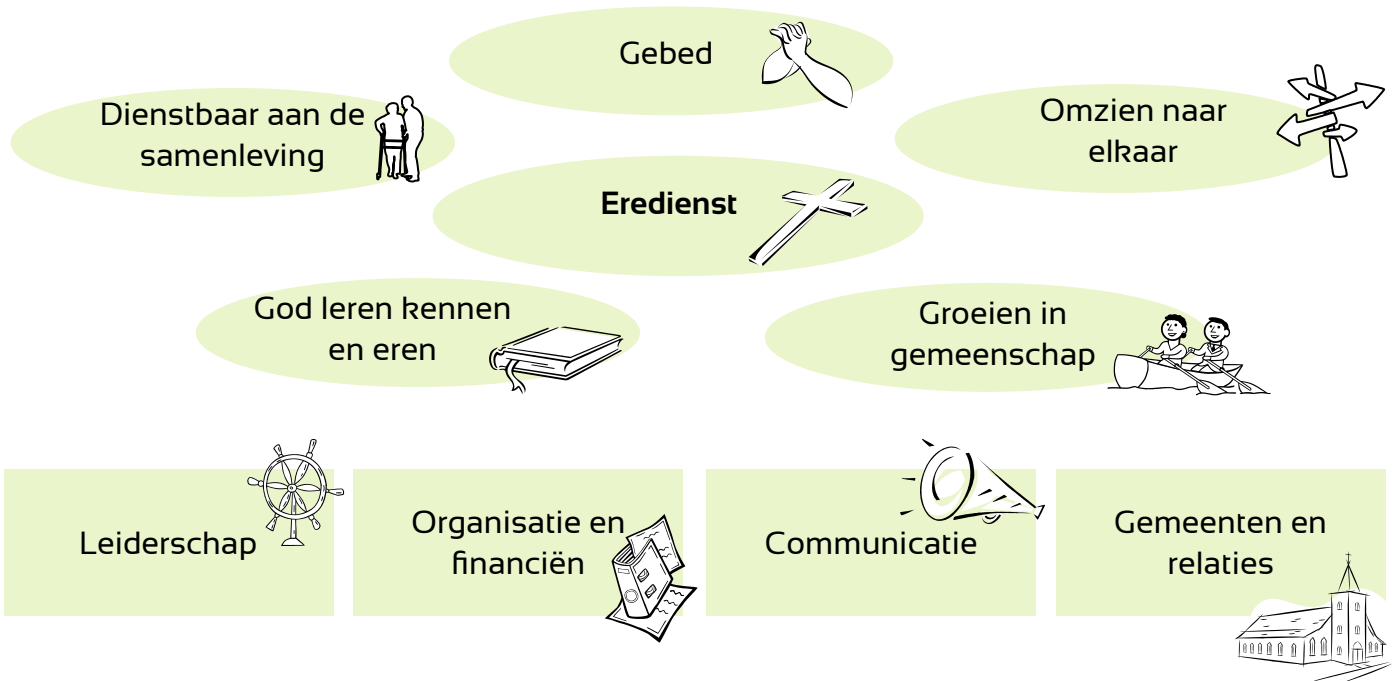 Gebed
Dienstbaar aan de
samenleving
Omzien naar
elkaar
Eredienst
God leren kennen
en eren
Groeien in
gemeenschap
Leiderschap
Organisatie en
financiën
Communicatie
Gemeenten en
relaties